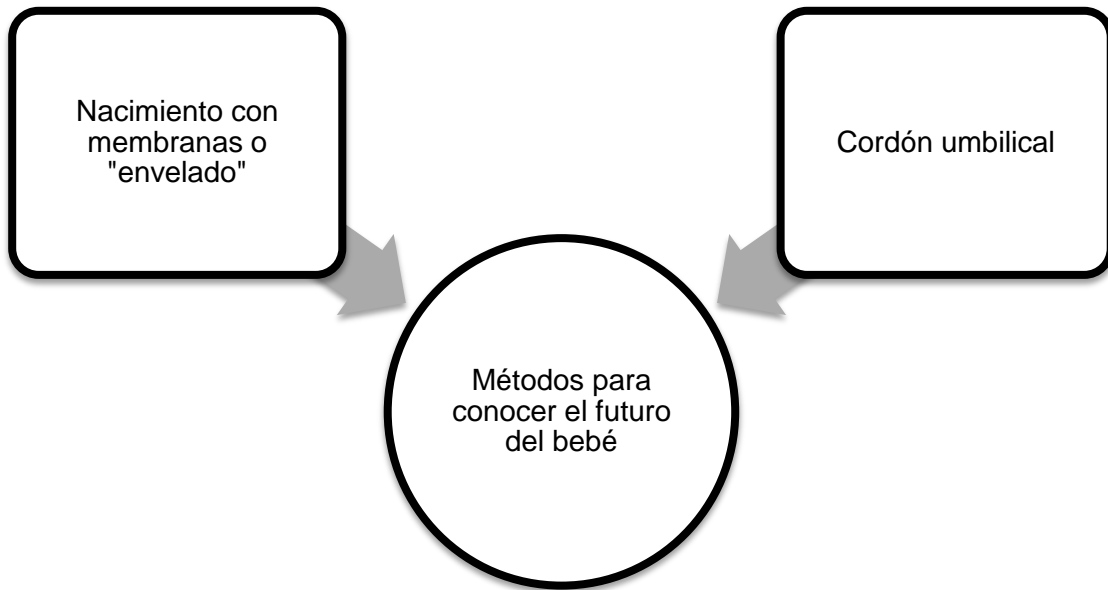 Nacimiento con
membranas o
"envelado"
Cordón umbilical
Métodos para
conocer el futuro
del bebé